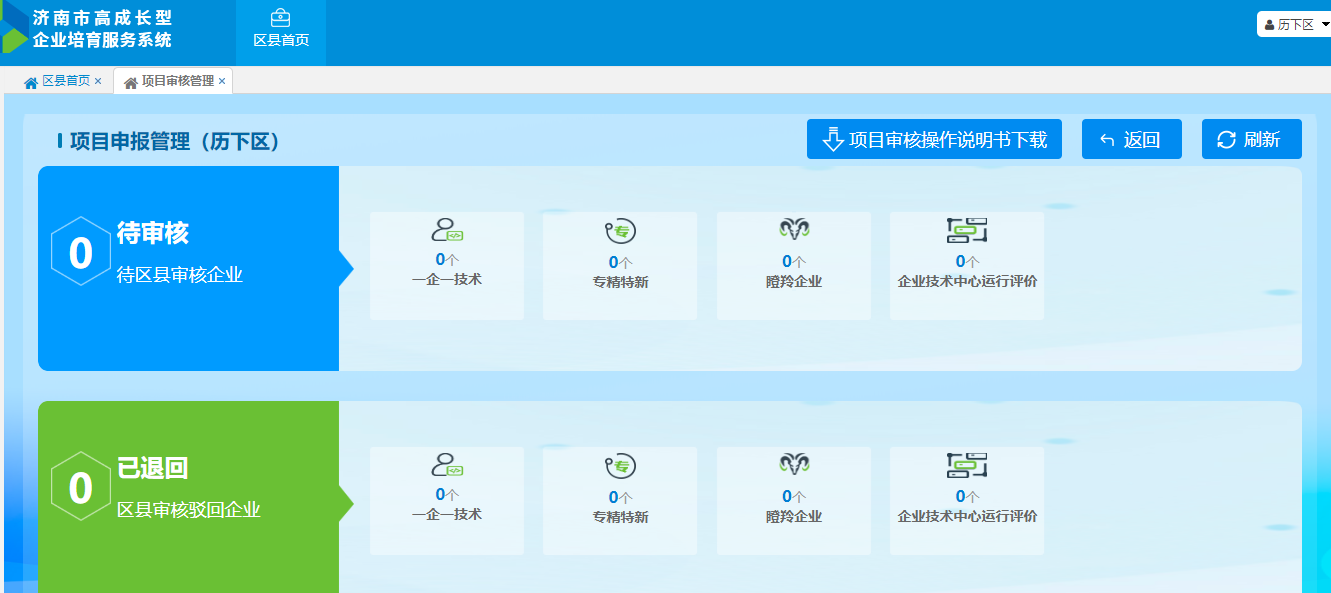 济南市高成长型
企业培育服务系统
区县首页
历下区
区县首页 ×
项目审核管理 ×
项目申报管理（历下区）
项目审核操作说明书下载
返回
刷新
0
待审核
待区县审核企业
0个
一企一技术
专
0个
专精特新
0个
瞪羚企业
0个
企业技术中心运行评价
0
已退回
区县审核驳回企业
0个
一企一技术
专
0个
专精特新
0个
瞪羚企业
0个
企业技术中心运行评价